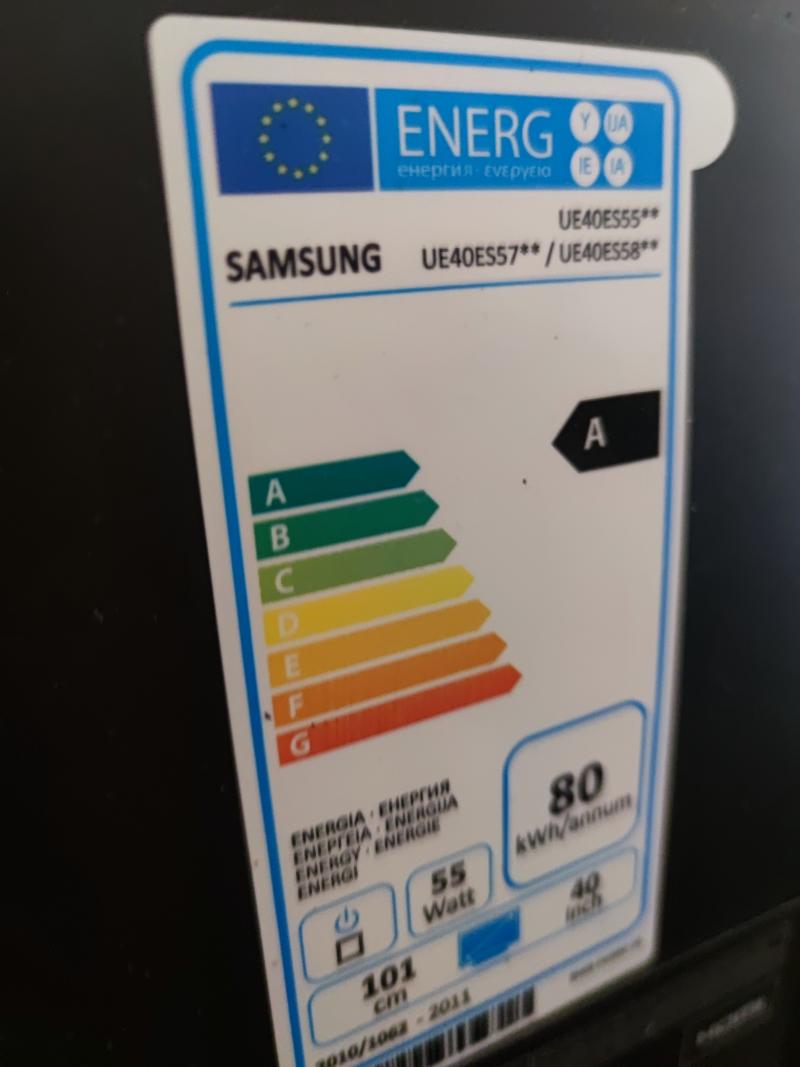 ENERG
Y IJA
енергия · ενεργεια
IE IA
UE40ES55**
SAMSUNG UE40ES57** / UE40ES58**
A
A
B
C
D
E
F
G
ENERGIA · ЕНЕРГИЯ
ΕΝΕΡΓΕΙΑ · ENERGIJA
ENERGY · ENERGIE
ENERGI
80
kWh/annum
55
Watt
40
inch
101
cm
2010/1062 - 2011